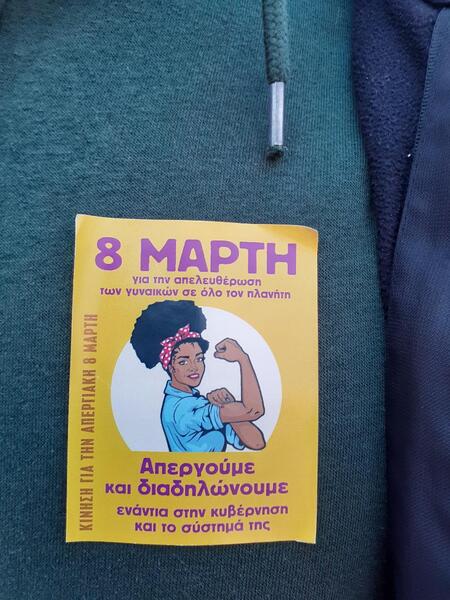 8 ΜΑΡΤΗ
για την απελευθέρωση
των γυναικών σε όλο τον πλανήτη
ΚΙΝΗΣΗ ΓΙΑ ΤΗΝ ΑΠΕΡΓΙΑΚΗ 8 ΜΑΡΤΗ
Απεργούμε
και διαδηλώνουμε
ενάντια στην κυβέρνηση
και το σύστημά της